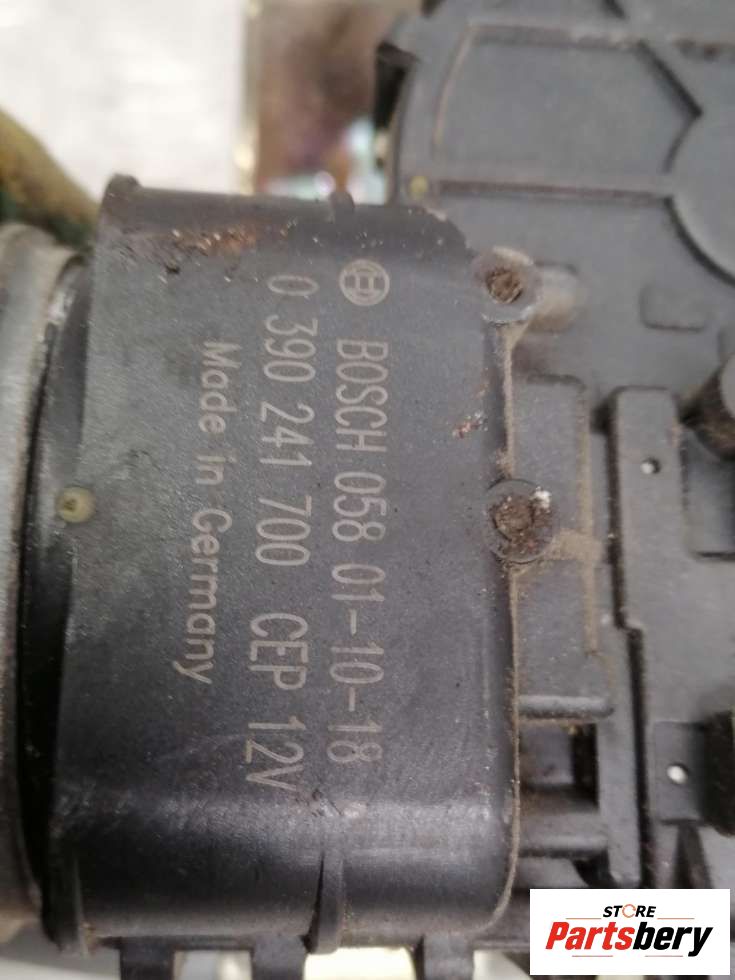 BOSCH 058 01-10-18
0 390 241 700 CEP 12V
Made in Germany
STORE
Partsbery